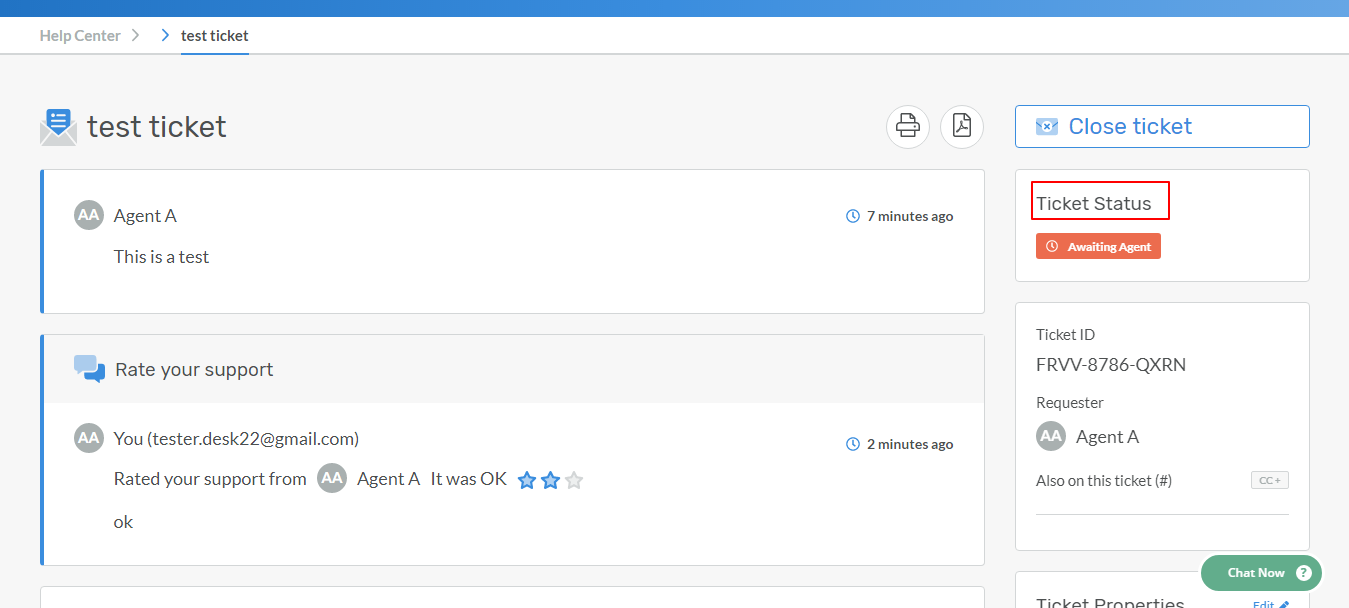 Help Center
test ticket
test ticket
Close ticket
AA Agent A
7 minutes ago
This is a test
Ticket Status
Awaiting Agent
Rate your support
AA You (tester.desk22@gmail.com)
2 minutes ago
Rated your support from AA Agent A It was OK
ok
Ticket ID
FRVV-8786-QXRN
Requester
AA Agent A
Also on this ticket (#)
CC +
Chat Now ?
Ticket Properties
Edit